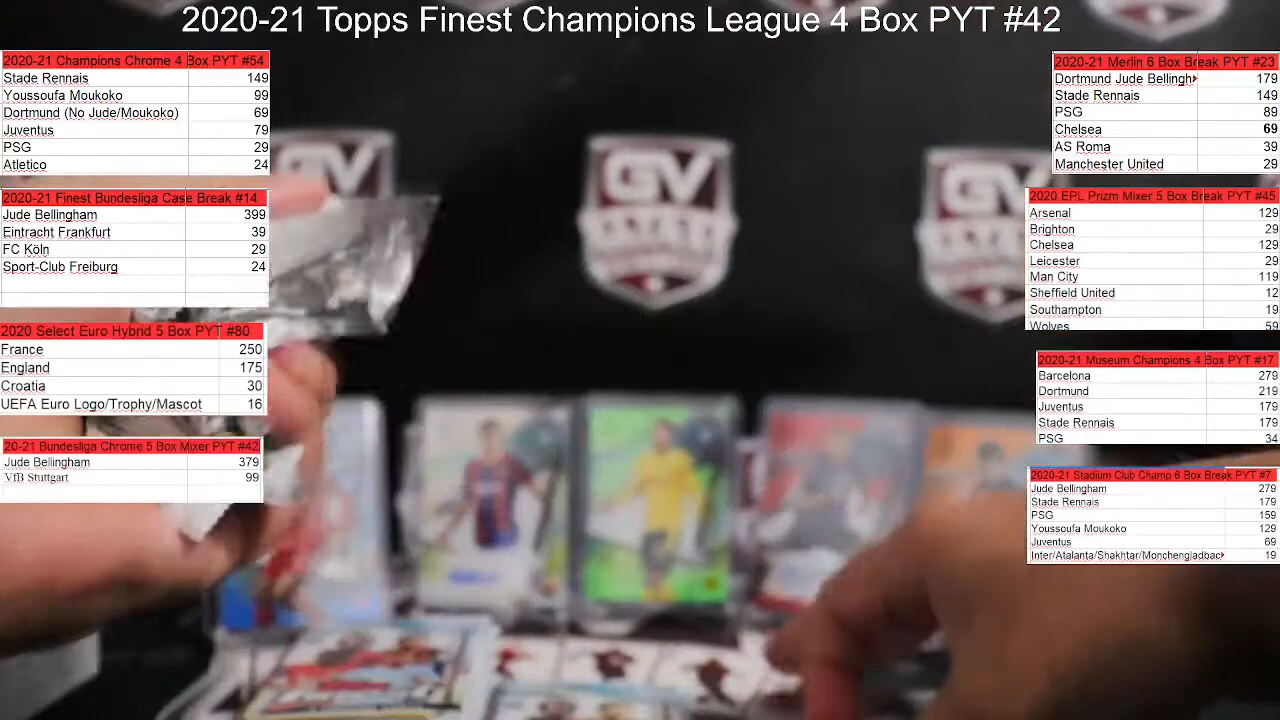 2020-21 Topps Finest Champions League 4 Box PYT #42
2020-21 Champions Chrome 4 Box PYT #54
Stade Rennais 149
Youssoufa Moukoko 99
Dortmund (No Jude/Moukoko) 69
Juventus 79
PSG 29
Atletico 24
2020-21 Finest Bundesliga Case Break #14
Jude Bellingham 399
Eintracht Frankfurt 39
FC Köln 29
Sport-Club Freiburg 24
2020 Select Euro Hybrid 5 Box PYT #80
France 250
England 175
Croatia 30
UEFA Euro Logo/Trophy/Mascot 16
20-21 Bundesliga Chrome 5 Box Mixer PYT #42
Jude Bellingham 379
VfB Stuttgart 99
2020-21 Merlin 6 Box Break PYT #23
Dortmund Jude Bellingh 179
Stade Rennais 149
PSG 89
Chelsea 69
AS Roma 39
Manchester United 29
2020 EPL Prizm Mixer 5 Box Break PYT #45
Arsenal 129
Brighton 29
Chelsea 129
Leicester 29
Man City 119
Sheffield United 12
Southampton 19
Wolves 59
2020-21 Museum Champions 4 Box PYT #17
Barcelona 279
Dortmund 219
Juventus 179
Stade Rennais 179
PSG 34
2020-21 Stadium Club Champ 6 Box Break PYT #7
Jude Bellingham 279
Stade Rennais 179
PSG 159
Youssoufa Moukoko 129
Juventus 69
Inter/Atalanta/Shakhtar/Monchengladbac 19
GV
GV
GV